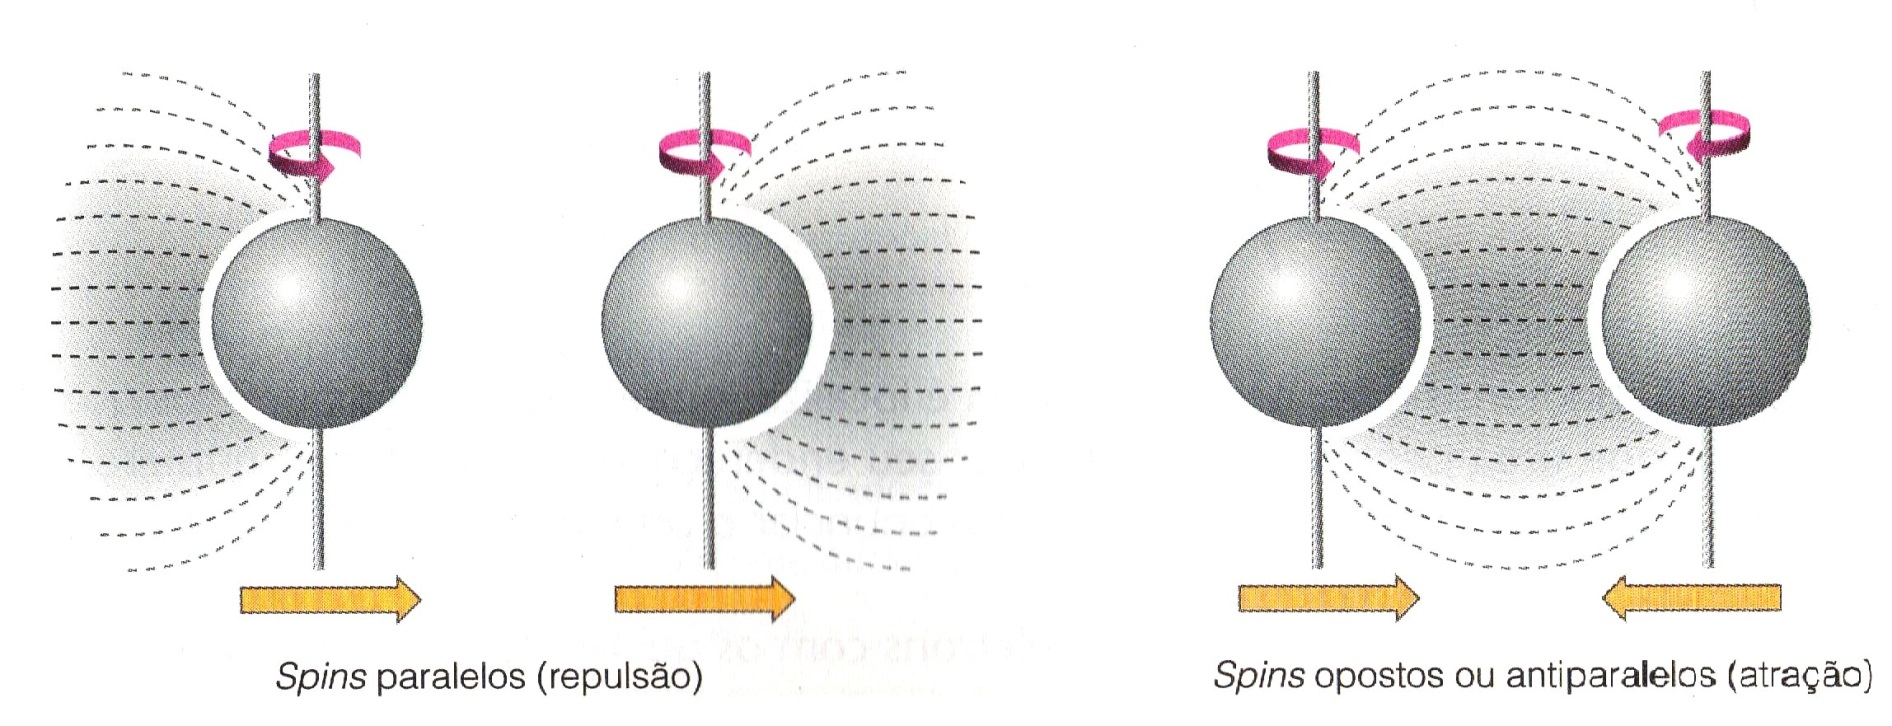 Spins paralelos (repulsão)
Spins opostos ou antiparalelos (atração)